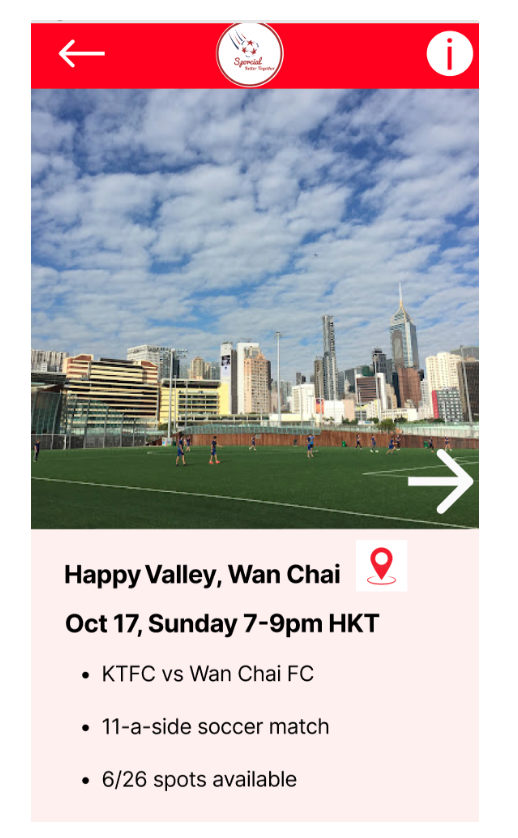 Sporcial
Better Together
i
Happy Valley, Wan Chai
Oct 17, Sunday 7-9pm HKT
• KTFC vs Wan Chai FC
• 11-a-side soccer match
• 6/26 spots available